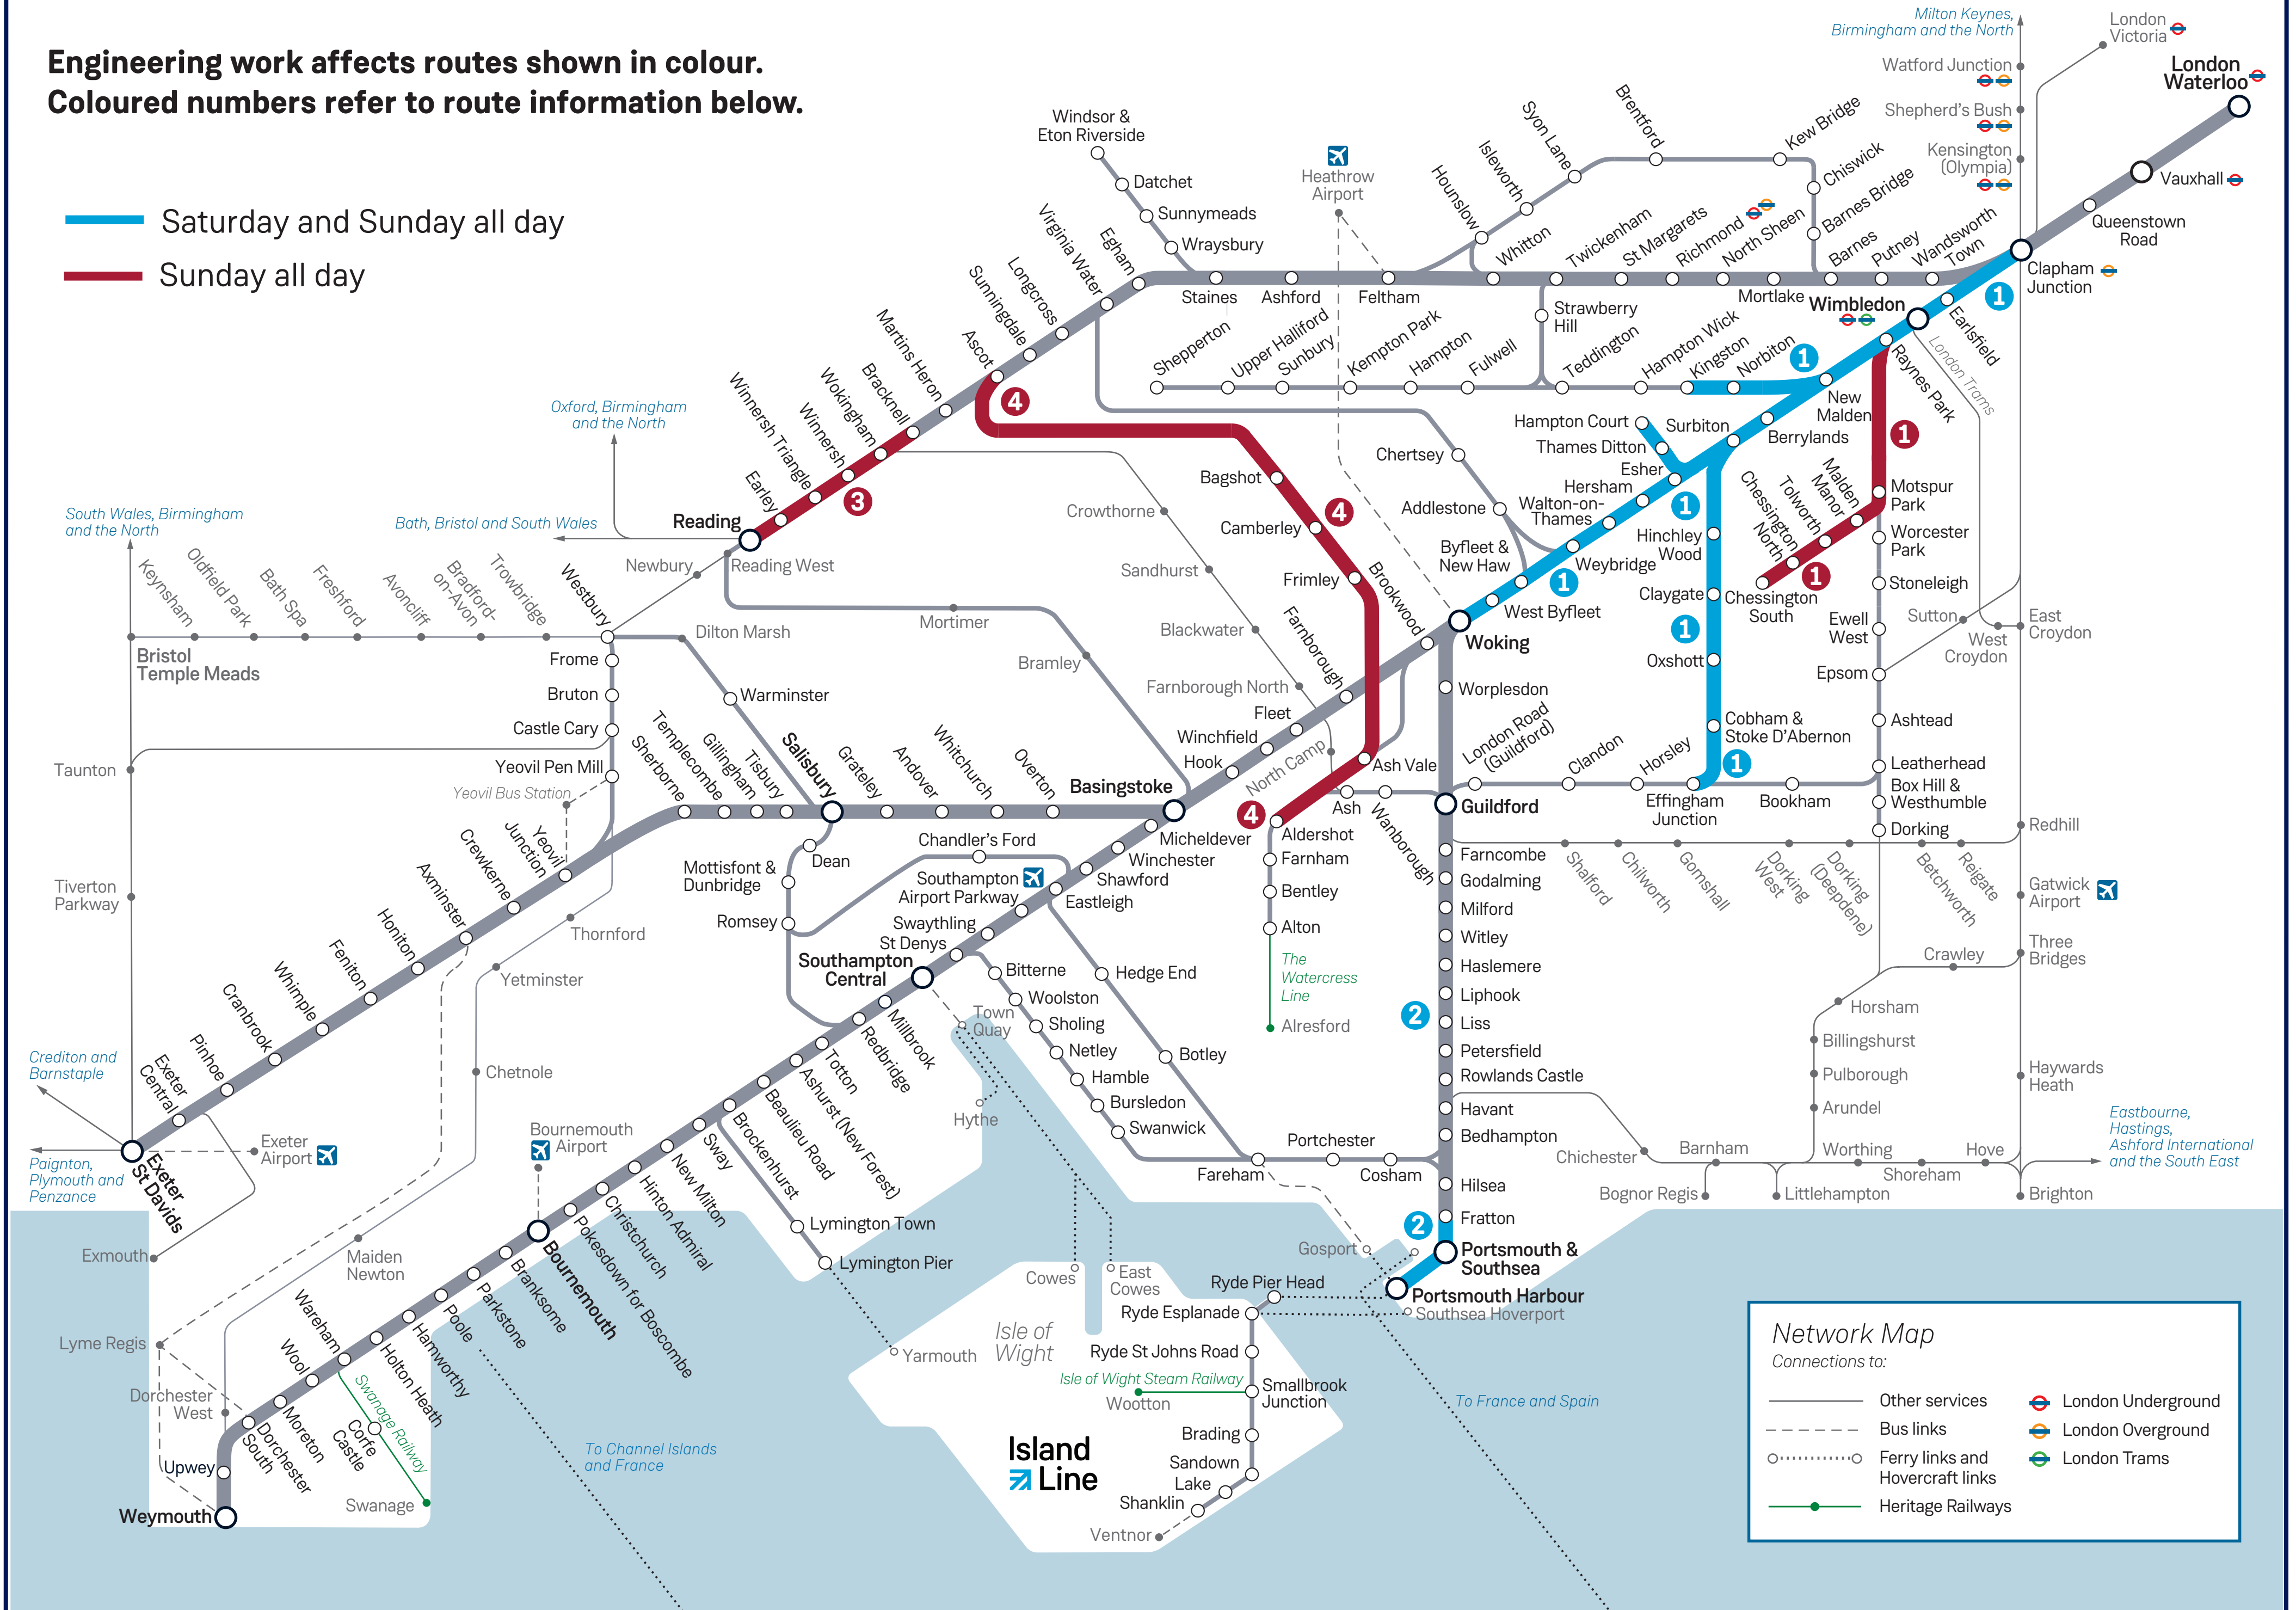 Engineering work affects routes shown in colour.
Coloured numbers refer to route information below.
Saturday and Sunday all day
Sunday all day
Milton Keynes,
Birmingham and the North
London
Victoria
Watford Junction
London
Waterloo
Shepherd's Bush
Kensington
(Olympia)
Vauxhall
Queenstown
Road
Clapham
Junction
Windsor &
Eton Riverside
Datchet
Sunnymeads
Wraysbury
Heathrow
Airport
Hounslow
Isleworth
Syon Lane
Brentford
Kew Bridge
Chiswick
Barnes Bridge
Virginia Water
Egham
Staines
Ashford
Feltham
Whitton
Twickenham
St Margarets
Richmond
North Sheen
Mortlake
Barnes
Putney
Wandsworth
Town
Wimbledon
1
Earlsfield
London Trams
Raynes Park
Strawberry
Hill
Shepperton
Upper Halliford
Sunbury
Kempton Park
Hampton
Fulwell
Teddington
Hampton Wick
Kingston
Norbiton
1
New
Malden
Longcross
Sunningdale
Ascot
Martins Heron
Bracknell
Wokingham
Winnersh
Winnersh Triangle
Earley
4
3
Oxford, Birmingham
and the North
Reading
Bath, Bristol and South Wales
South Wales, Birmingham
and the North
Hampton Court
Thames Ditton
Surbiton
Berrylands
Esher
Hersham
Walton-on-
Thames
1
1
Motspur
Park
Malden
Manor
Tolworth
Chessington
North
Chessington
South
1
Worcester
Park
Stoneleigh
Ewell
West
Epsom
Sutton
West
Croydon
East
Croydon
Chertsey
Addlestone
Byfleet &
New Haw
Weybridge
1
West Byfleet
Hinchley
Wood
Claygate
1
Oxshott
Cobham &
Stoke D'Abernon
1
Bagshot
Camberley
4
Frimley
Crowthorne
Sandhurst
Blackwater
Farnborough North
North Camp
Brookwood
Farnborough
Fleet
Winchfield
Hook
Woking
Worplesdon
Keynsham
Oldfield Park
Bath Spa
Freshford
Avoncliff
Bradford-
on-Avon
Trowbridge
Westbury
Newbury
Reading West
Mortimer
Bramley
Dilton Marsh
Bristol
Temple Meads
Frome
Bruton
Castle Cary
Yeovil Pen Mill
Yeovil Bus Station
Warminster
Taunton
Tiverton
Parkway
Sherborne
Templecombe
Gillingham
Tisbury
Salisbury
Grateley
Andover
Whitchurch
Overton
Basingstoke
Ash Vale
London Road
(Guildford)
Clandon
Horsley
Effingham
Junction
Bookham
Ashtead
Leatherhead
Box Hill &
Westhumble
Dorking
Guildford
Ash
Wanborough
4
Aldershot
Farnham
Bentley
Alton
The
Watercress
Line
Alresford
Redhill
Shalford
Chilworth
Gomshall
Dorking
West
Dorking
(Deepdene)
Betchworth
Reigate
Gatwick
Airport
Three
Bridges
Crawley
Horsham
Billingshurst
Pulborough
Arundel
Haywards
Heath
Eastbourne,
Hastings,
Ashford International
and the South East
Barnham
Worthing
Hove
Shoreham
Chichester
Bognor Regis
Littlehampton
Brighton
Farncombe
Godalming
Milford
Witley
Haslemere
Liphook
2
Liss
Petersfield
Rowlands Castle
Havant
Bedhampton
Hilsea
Fratton
2
Portsmouth &
Southsea
Portsmouth Harbour
Southsea Hoverport
Gosport
Yeovil
Junction
Crewkerne
Axminster
Honiton
Feniton
Whimple
Cranbrook
Pinhoe
Exeter
Central
Exeter
St Davids
Crediton and
Barnstaple
Paignton,
Plymouth and
Penzance
Exeter
Airport
Exmouth
Thornford
Yetminster
Chetnole
Maiden
Newton
Lyme Regis
Dorchester
West
Micheldever
Winchester
Shawford
Eastleigh
Chandler's Ford
Southampton
Airport Parkway
Swaythling
St Denys
Southampton
Central
Dean
Mottisfont &
Dunbridge
Romsey
Millbrook
Redbridge
Totton
Ashurst (New Forest)
Beaulieu Road
Brockenhurst
Sway
New Milton
Hinton Admiral
Christchurch
Pokesdown for Boscombe
Bournemouth
Bournemouth
Airport
Branksome
Parkstone
Poole
Hamworthy
Holton Heath
Wareham
Wool
Moreton
Dorchester
South
Upwey
Weymouth
Swanage Railway
Corfe
Castle
Swanage
Lymington Town
Lymington Pier
Yarmouth
Town
Quay
Hythe
Bitterne
Woolston
Sholing
Netley
Hamble
Bursledon
Swanwick
Hedge End
Botley
Fareham
Portchester
Cosham
Cowes
East
Cowes
Isle of
Wight
Ryde Pier Head
Ryde Esplanade
Ryde St Johns Road
Isle of Wight Steam Railway
Wootton
Smallbrook
Junction
Brading
Sandown
Lake
Shanklin
Ventnor
Island
Line
To Channel Islands
and France
To France and Spain
Network Map
Connections to:
Other services
Bus links
Ferry links and
Hovercraft links
Heritage Railways
London Underground
London Overground
London Trams